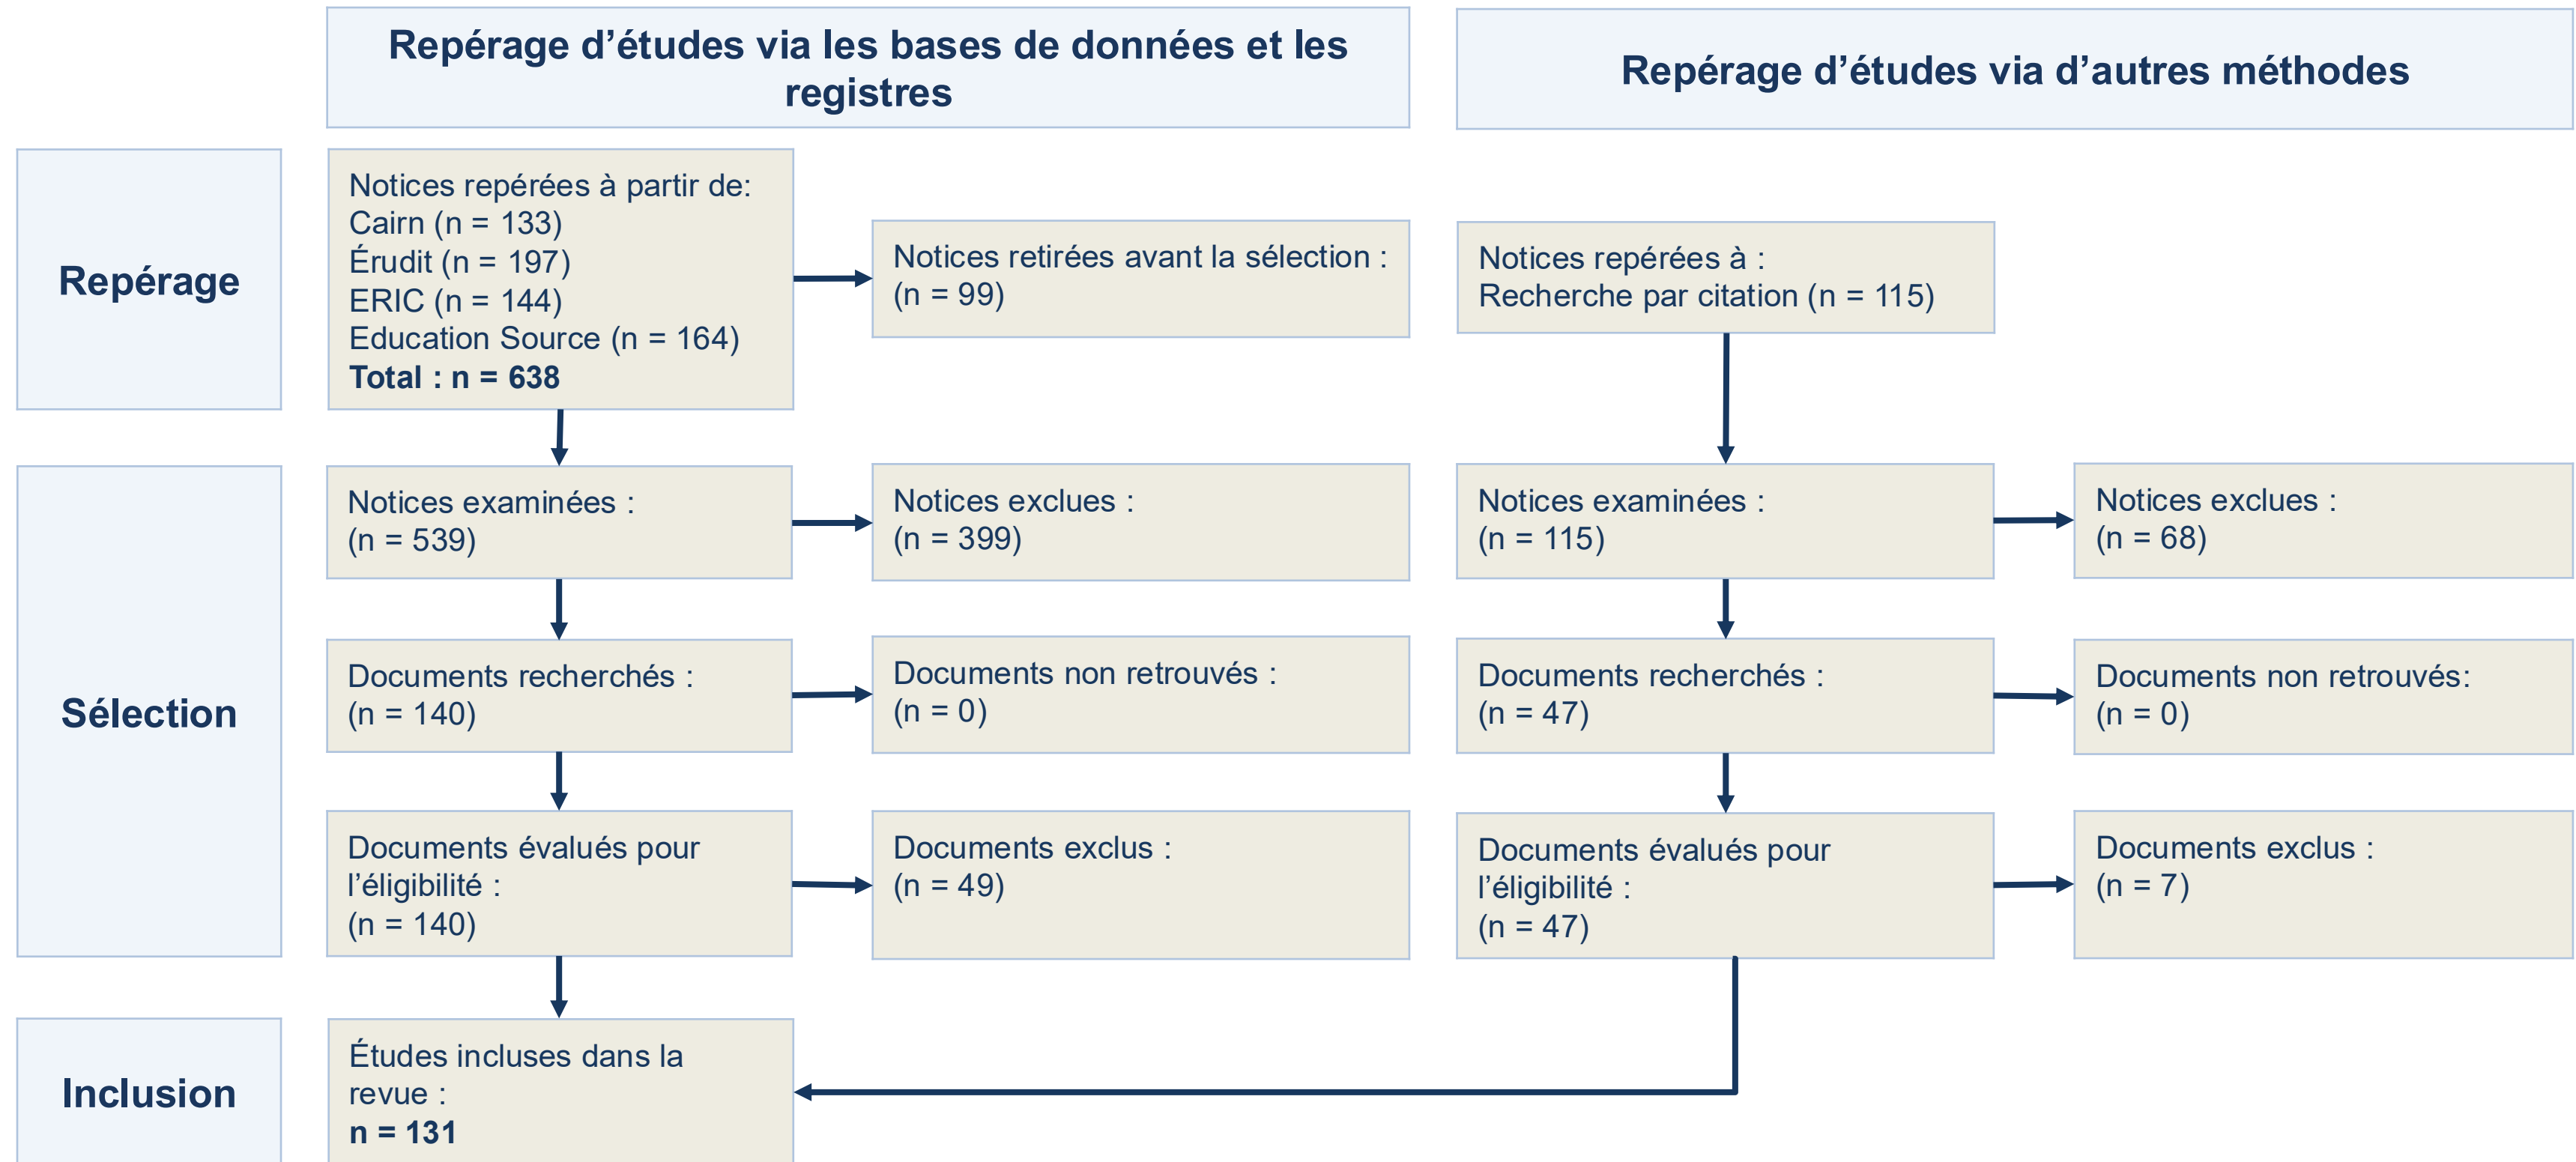 Repérage d’études via les bases de données et les
registres
Repérage d’études via d’autres méthodes
Repérage
Notices repérées à partir de:
Cairn (n = 133)
Érudit (n = 197)
ERIC (n = 144)
Education Source (n = 164)
Total : n = 638
Notices retirées avant la sélection :
(n = 99)
Notices repérées à :
Recherche par citation (n = 115)
Sélection
Notices examinées :
(n = 539)
Notices exclues :
(n = 399)
Notices examinées :
(n = 115)
Notices exclues :
(n = 68)
Documents recherchés :
(n = 140)
Documents non retrouvés :
(n = 0)
Documents recherchés :
(n = 47)
Documents non retrouvés:
(n = 0)
Documents évalués pour
l’éligibilité :
(n = 140)
Documents exclus :
(n = 49)
Documents évalués pour
l’éligibilité :
(n = 47)
Documents exclus :
(n = 7)
Inclusion
Études incluses dans la
revue :
n = 131